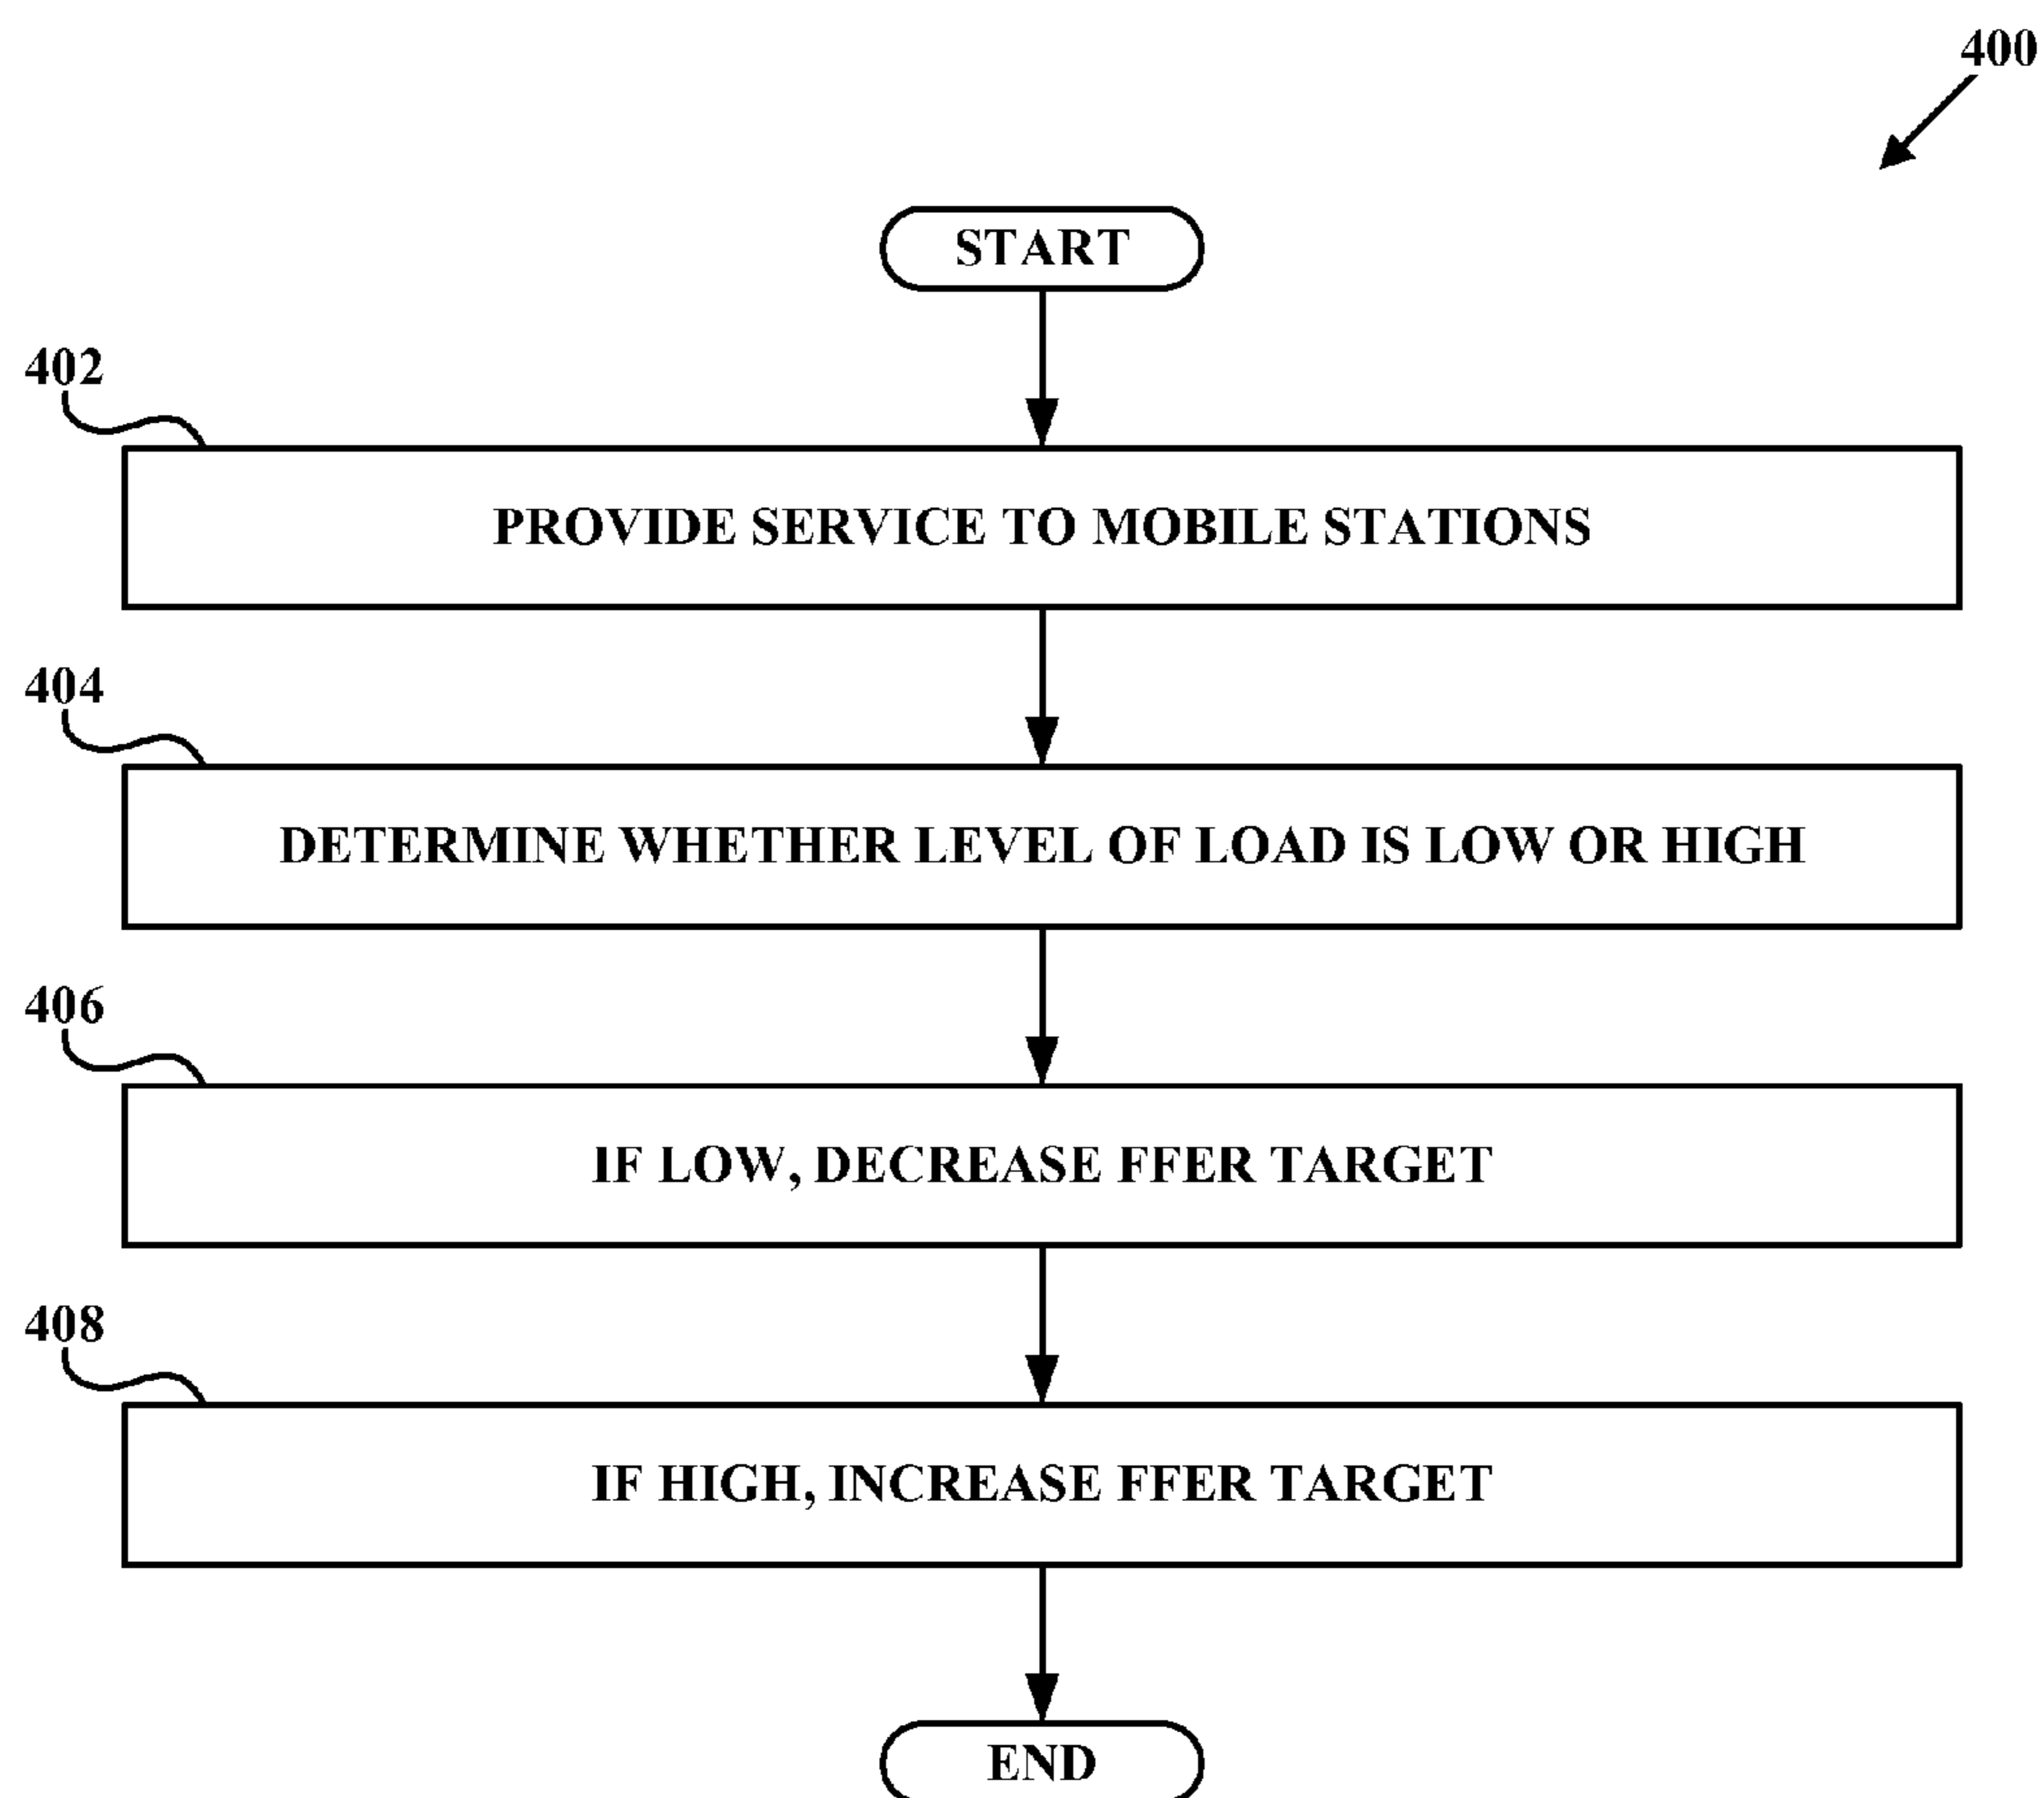 400
START
402
PROVIDE SERVICE TO MOBILE STATIONS
404
DETERMINE WHETHER LEVEL OF LOAD IS LOW OR HIGH
406
IF LOW, DECREASE FFER TARGET
408
IF HIGH, INCREASE FFER TARGET
END